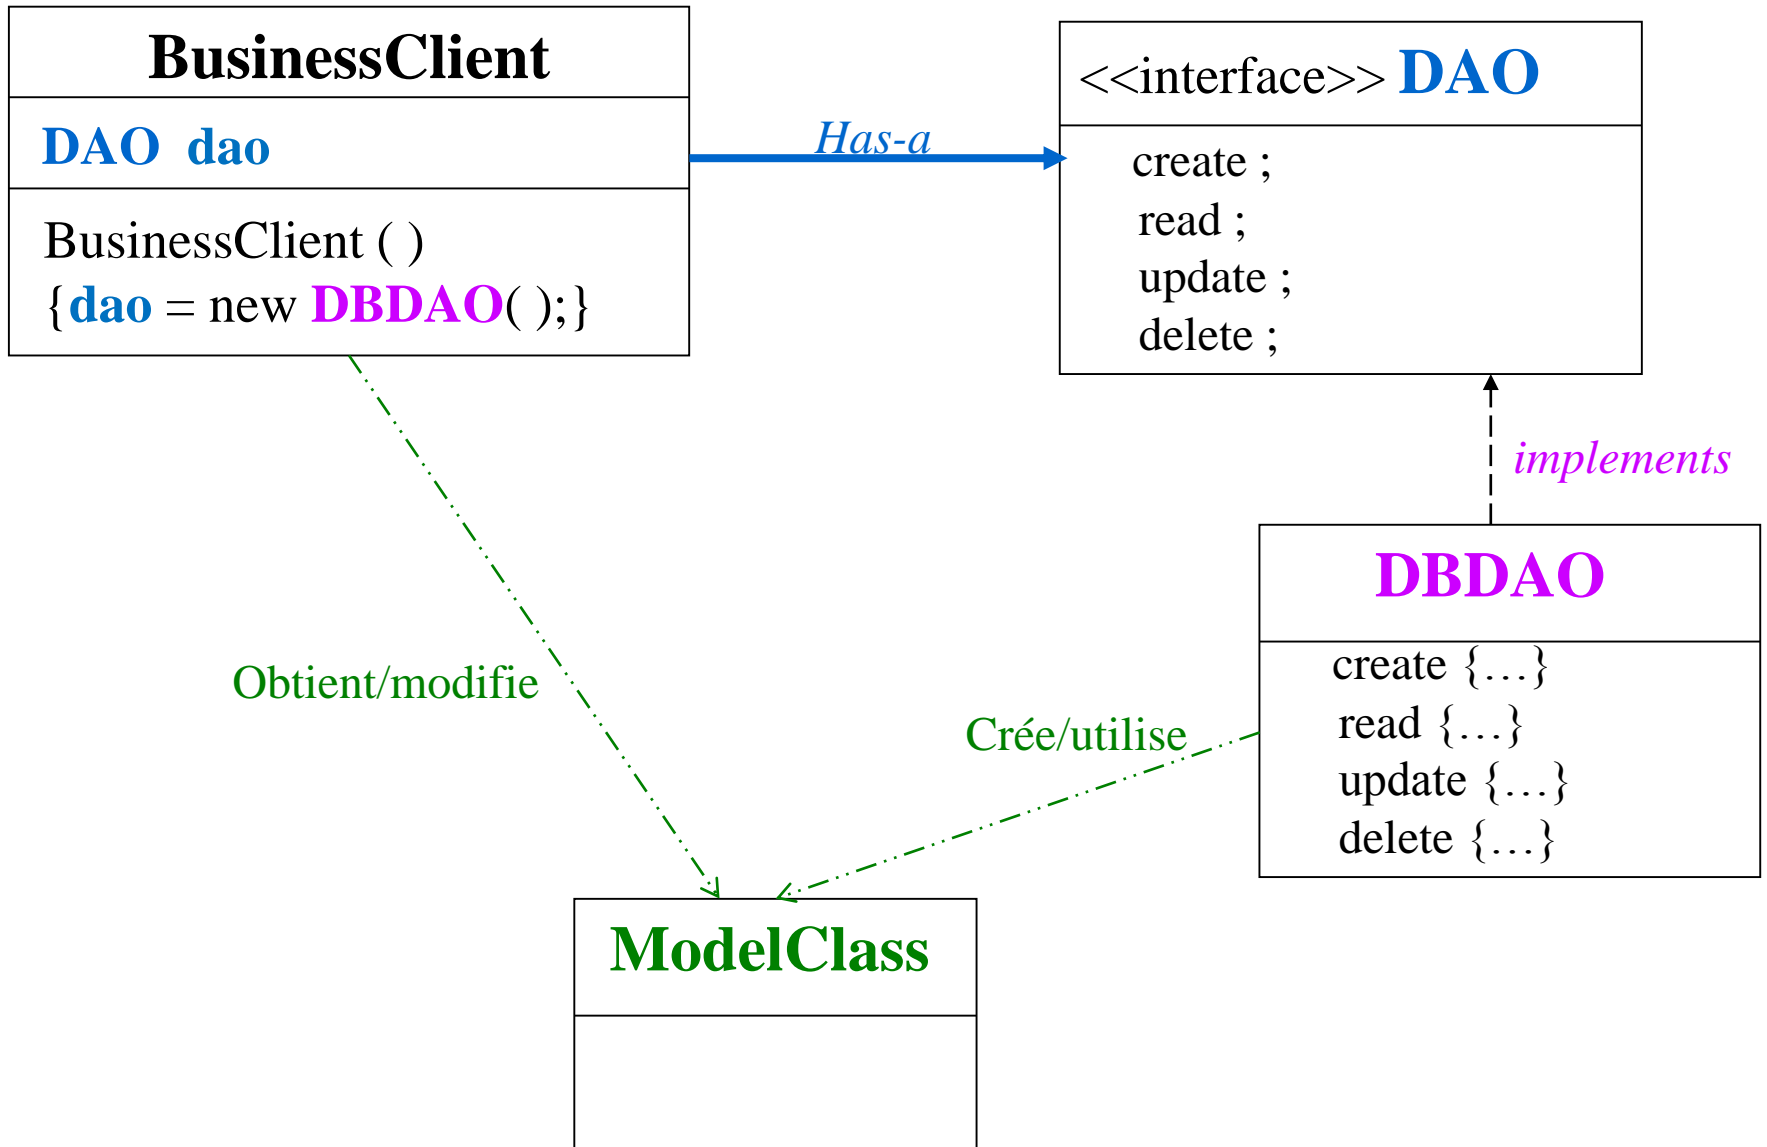 BusinessClient
DAO dao
BusinessClient ( )
{dao = new DBDAO( );}
Has-a
<<interface>> DAO
create ;
read ;
update ;
delete ;
implements
DBDAO
create {…}
read {…}
update {…}
delete {…}
Obtient/modifie
Crée/utilise
ModelClass